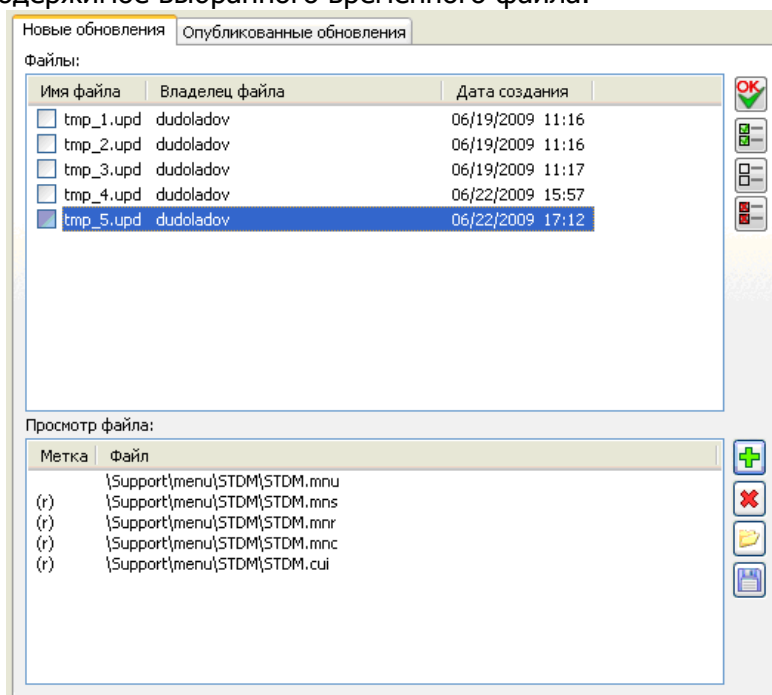 одержимое выбранного временного файла.
Новые обновления Опубликованные обновления
Файлы:
Имя файла Владелец файла Дата создания
OK
tmp_1.upd dudoladov 06/19/2009 11:16
tmp_2.upd dudoladov 06/19/2009 11:16
tmp_3.upd dudoladov 06/19/2009 11:17
tmp_4.upd dudoladov 06/22/2009 15:57
tmp_5.upd dudoladov 06/22/2009 17:12
Просмотр файла:
Метка Файл
\Support\menu\STDM\STDM.mnu
(r) \Support\menu\STDM\STDM.mns
(r) \Support\menu\STDM\STDM.mnr
(r) \Support\menu\STDM\STDM.mnc
(r) \Support\menu\STDM\STDM.cui